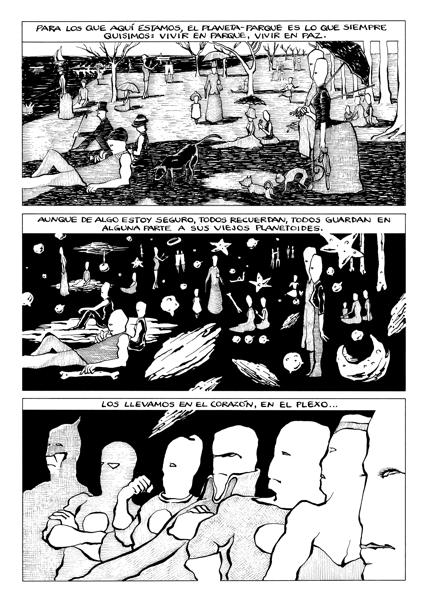 PARA LOS QUE AQUÍ ESTAMOS, EL PLANETA-PARQUE ES LO QUE SIEMPRE
QUISIMOS: VIVIR EN PARQUE, VIVIR EN PAZ.
AUNQUE DE ALGO ESTOY SEGURO, TODOS RECUERDAN, TODOS GUARDAN EN
ALGUNA PARTE A SUS VIEJOS PLANETOIDES.
LOS LLEVAMOS EN EL CORAZÓN, EN EL PLEXO...